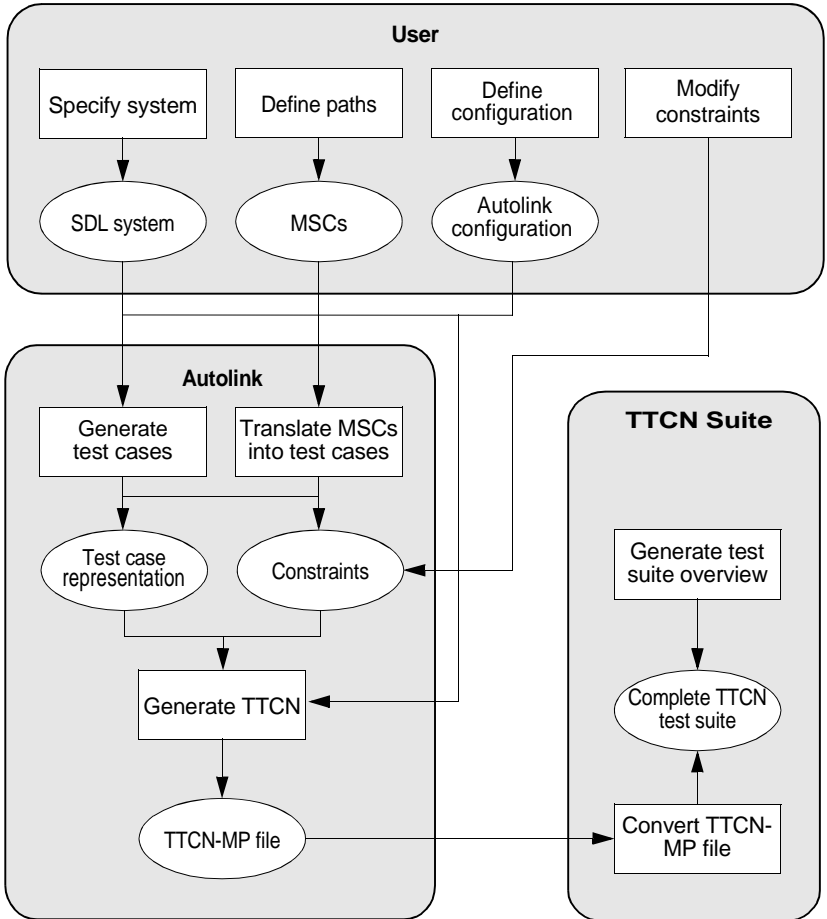 User
Specify system
Define paths
Define
configuration
Modify
constraints
SDL system
MSCs
Autolink
configuration
Autolink
Generate
test cases
Translate MSCs
into test cases
Test case
representation
Constraints
Generate TTCN
TTCN-MP file
TTCN Suite
Generate test
suite overview
Complete TTCN
test suite
Convert TTCN-
MP file